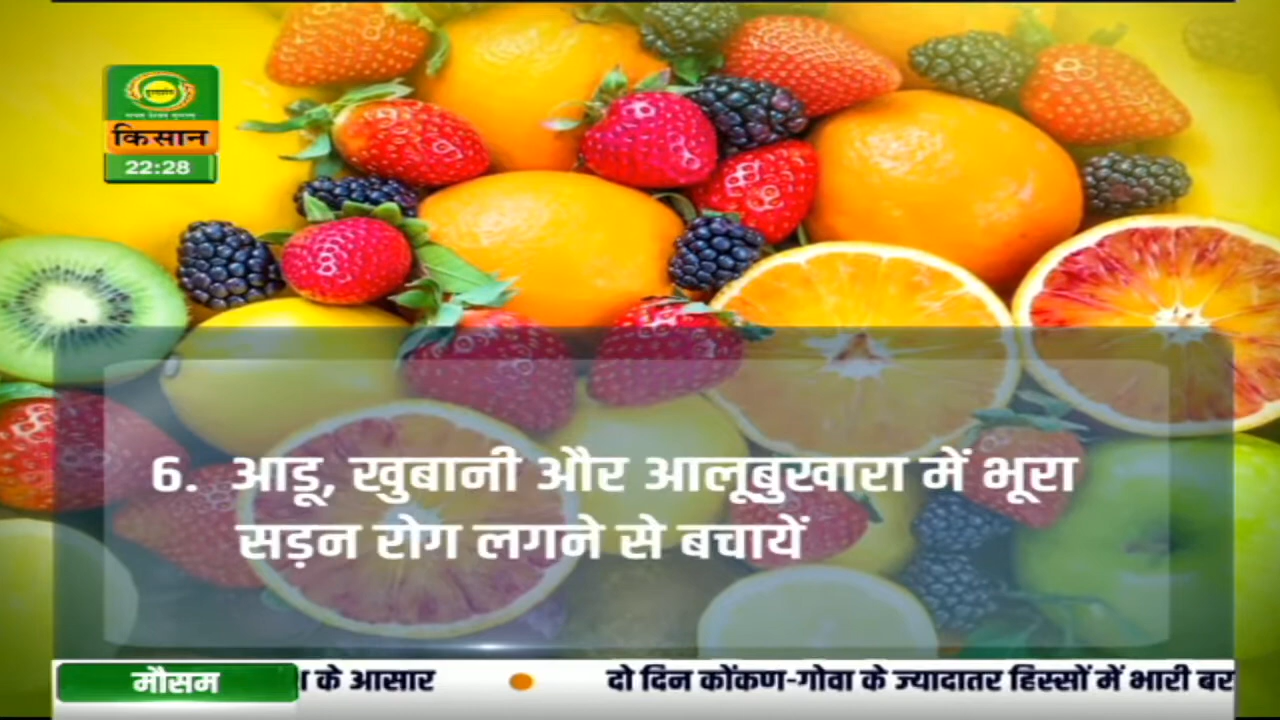 किसान
22:28
6. आड़ू, खुबानी और आलूबुखारा में भूरा
सड़न रोग लगने से बचायें
मौसम
के आसार
दो दिन कोंकण-गोवा के ज्यादातर हिस्सों में भारी